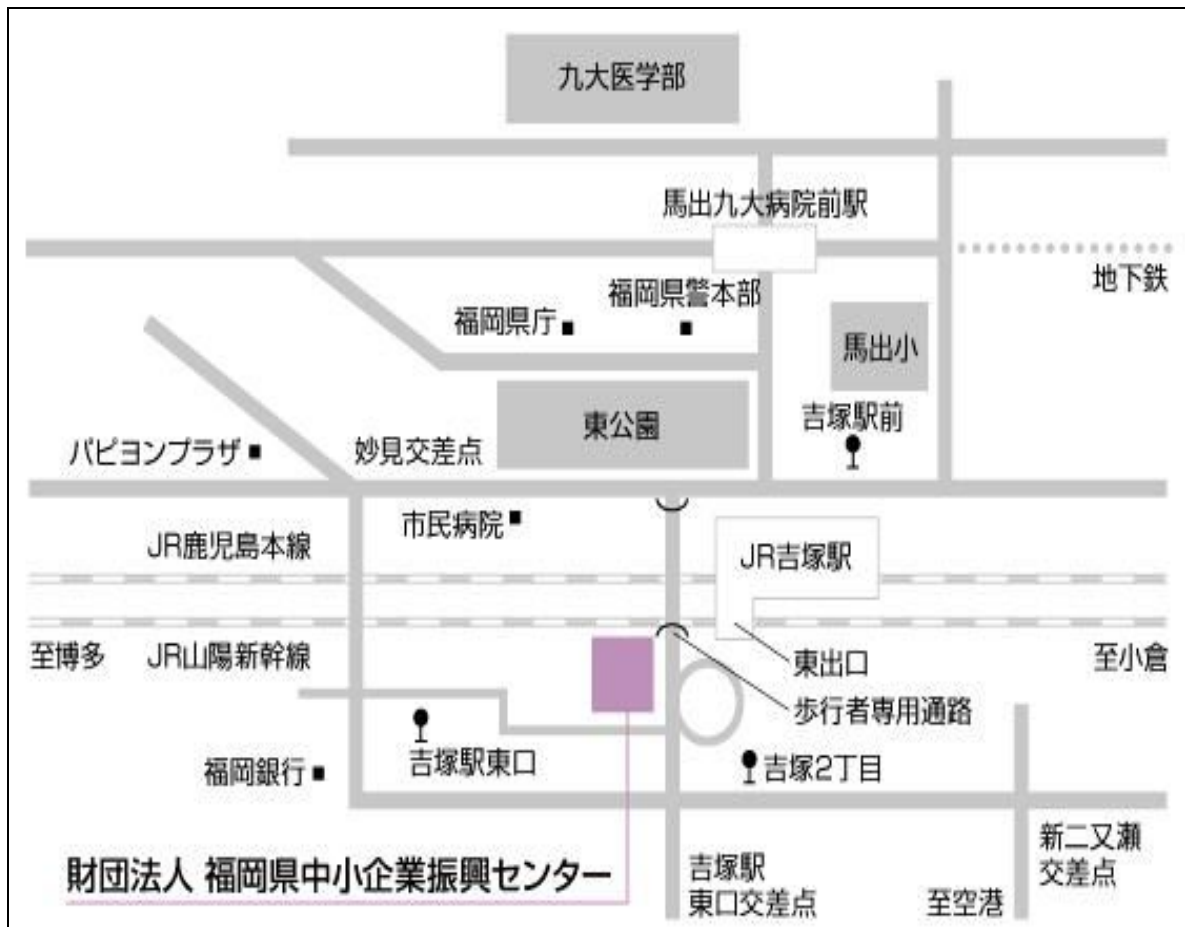 九大医学部
馬出九大病院前駅
地下鉄
福岡県警本部
福岡県庁
馬出小
東公園
吉塚駅前
パピヨンプラザ
妙見交差点
市民病院
JR鹿児島本線
JR吉塚駅
至博多
JR山陽新幹線
東出口
至小倉
歩行者専用通路
吉塚駅東口
吉塚2丁目
福岡銀行
新二又瀬
交差点
財団法人 福岡県中小企業振興センター
吉塚駅
東口交差点
至空港